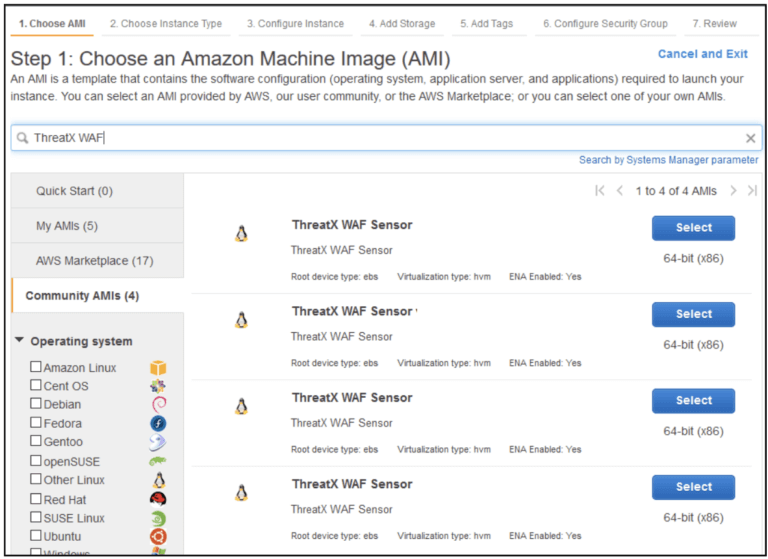 1. Choose AMI 2. Choose Instance Type 3. Configure Instance 4. Add Storage 5. Add Tags 6. Configure Security Group 7. Review
Step 1: Choose an Amazon Machine Image (AMI)
Cancel and Exit
An AMI is a template that contains the software configuration (operating system, application server, and applications) required to launch your
instance. You can select an AMI provided by AWS, our user community, or the AWS Marketplace; or you can select one of your own AMIs.
ThreatX WAF
Search by Systems Manager parameter
Quick Start (0)
My AMIs (5)
AWS Marketplace (17)
Community AMIs (4)
Operating system
Amazon Linux
Cent OS
Debian
Fedora
Gentoo
openSUSE
Other Linux
Red Hat
SUSE Linux
Ubuntu
Windows
1 to 4 of 4 AMIs
ThreatX WAF Sensor
Select
ThreatX WAF Sensor
64-bit (x86)
Root device type: ebs Virtualization type: hvm ENA Enabled: Yes
ThreatX WAF Sensor
Select
ThreatX WAF Sensor
64-bit (x86)
Root device type: ebs Virtualization type: hvm ENA Enabled: Yes
ThreatX WAF Sensor
Select
ThreatX WAF Sensor
64-bit (x86)
Root device type: ebs Virtualization type: hvm ENA Enabled: Yes
ThreatX WAF Sensor
Select
ThreatX WAF Sensor
64-bit (x86)
Root device type: ebs Virtualization type: hvm ENA Enabled: Yes